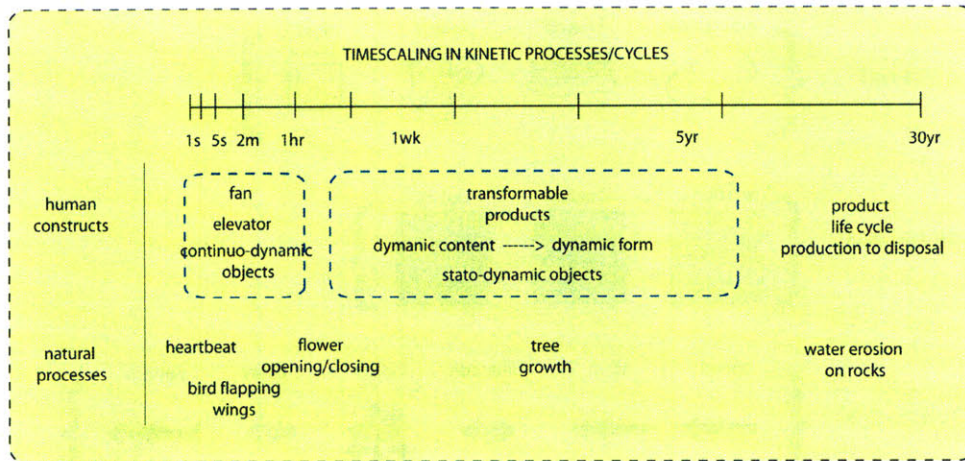 TIMESCALING IN KINETIC PROCESSES/CYCLES
1s 5s 2m 1hr 1wk 5yr 30yr
human
constructs
fan
elevator
continuo-dynamic
objects
transformable
products
dymanic content -----> dynamic form
stato-dynamic objects
product
life cycle
production to disposal
natural
processes
heartbeat
bird flapping
wings
flower
opening/closing
tree
growth
water erosion
on rocks